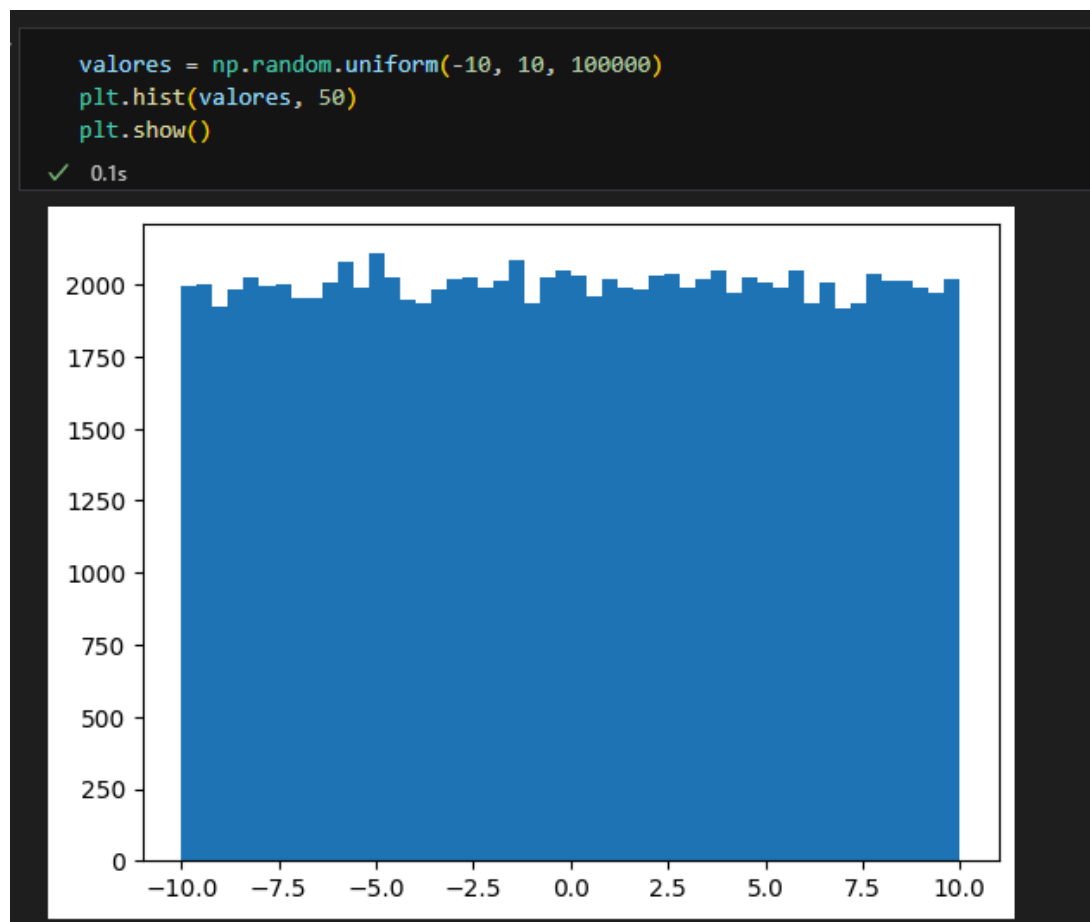 valores = np.random.uniform(-10, 10, 100000)
plt.hist(valores, 50)
plt.show()
✓ 0.1s
2000
1750
1500
1250
1000
750
500
250
0
−10.0 −7.5 −5.0 −2.5 0.0 2.5 5.0 7.5 10.0